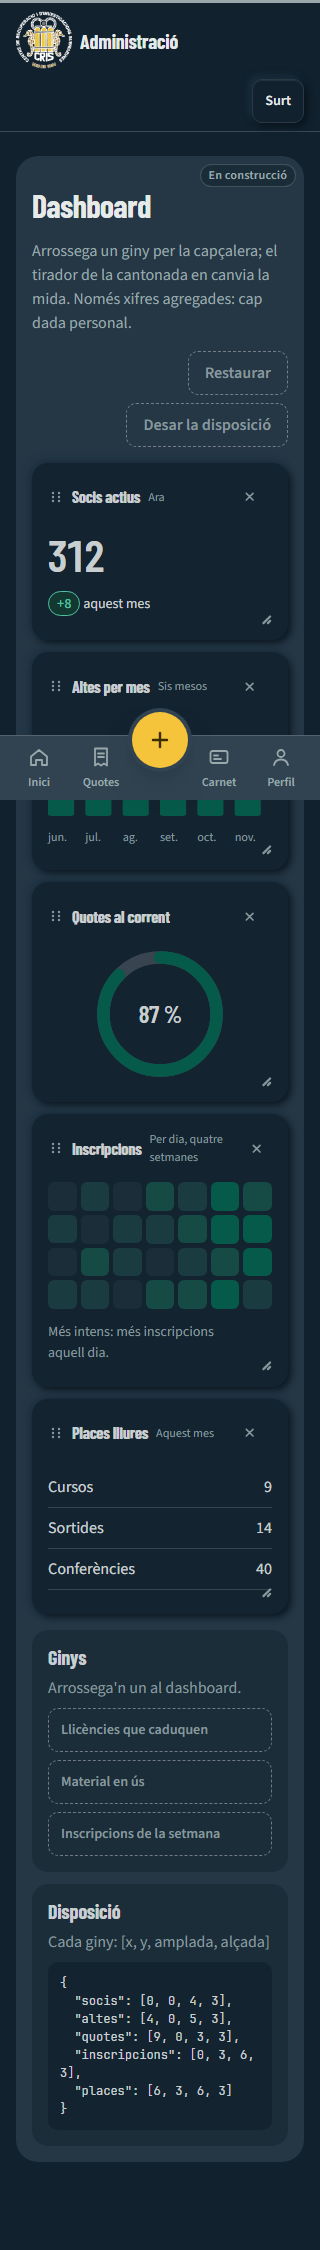 CRIS
Administració
Surt
En construcció
Dashboard
Arrossega un giny per la capçalera; el
tirador de la cantonada en canvia la
mida. Només xifres agregades: cap
dada personal.
Restaurar
Desar la disposició
Socis actius Ara
312
+8 aquest mes
Altes per mes Sis mesos
Inici Quotes Carnet Perfil
jun. jul. ag. set. oct. nov.
Quotes al corrent
87 %
Inscripcions Per dia, quatre
setmanes
Més intens: més inscripcions
aquell dia.
Places lliures Aquest mes
Cursos 9
Sortides 14
Conferències 40
Ginys
Arrossega'n un al dashboard.
Llicències que caduquen
Material en ús
Inscripcions de la setmana
Disposició
Cada giny: [x, y, amplada, alçada]
{
"socis": [0, 0, 4, 3],
"altes": [4, 0, 5, 3],
"quotes": [9, 0, 3, 3],
"inscripcions": [0, 3, 6,
3],
"places": [6, 3, 6, 3]
}